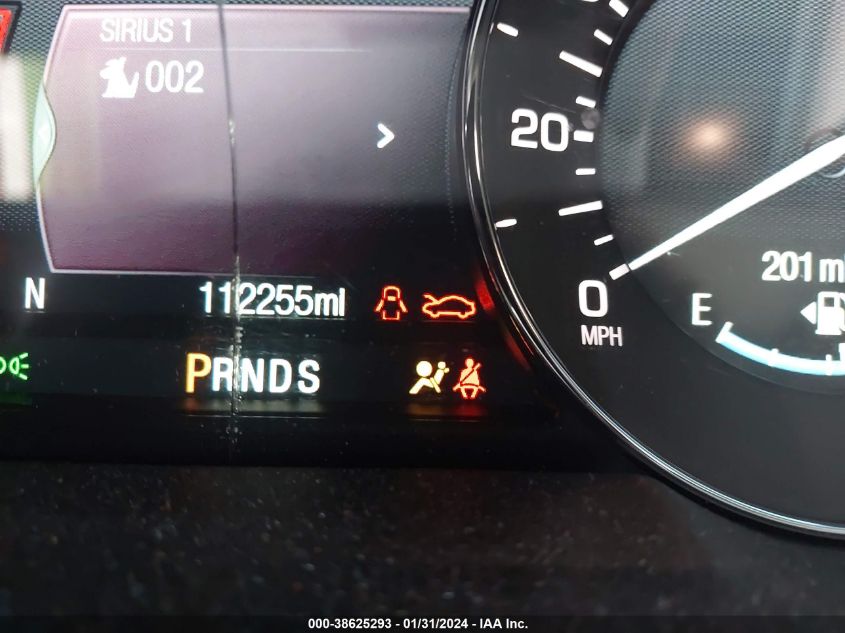 SIRIUS 1
002
>
20
0
MPH
201 mi
E
N
112255mi
PRNDS
000-38625293 - 01/31/2024 - IAA Inc.